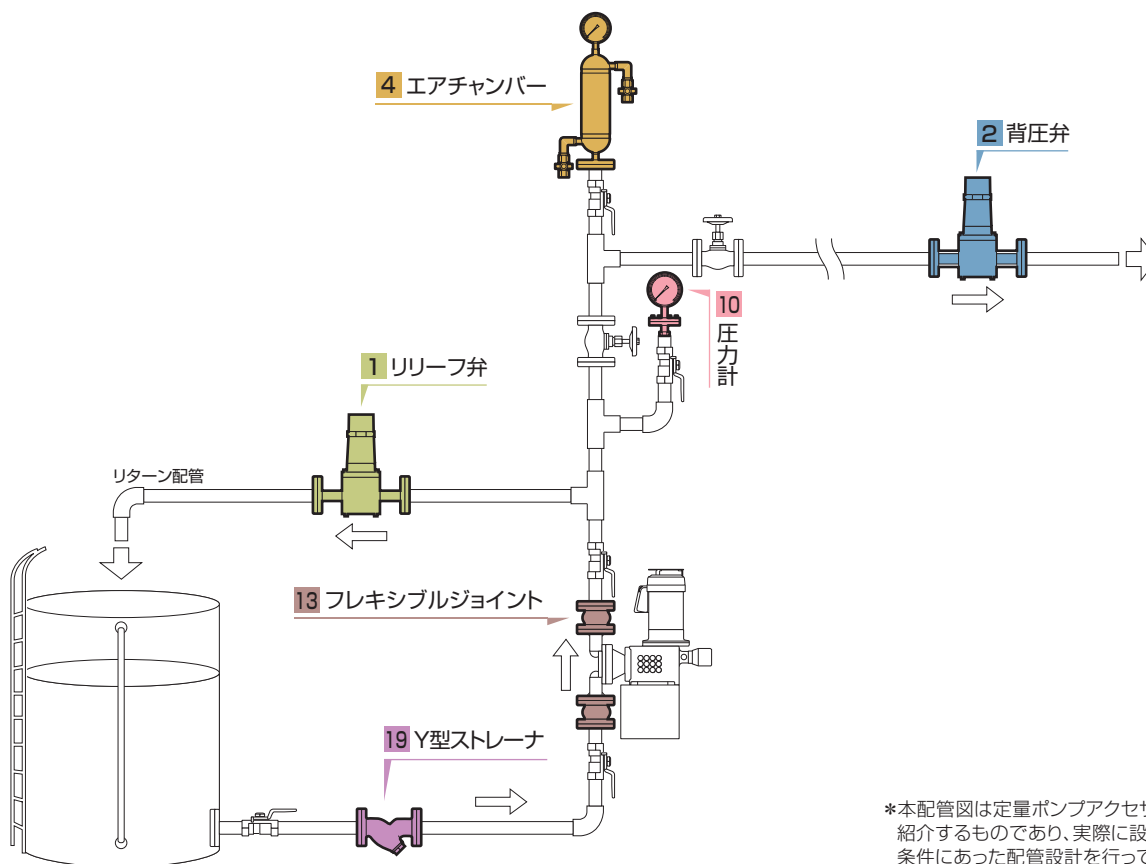 4 エアチャンバー
2 背圧弁
10 圧力計
1 リリーフ弁
リターン配管
13 フレキシブルジョイント
19 Y型ストレーナ
*本配管図は定量ポンプアクセサ
紹介するものであり、実際に設
条件にあった配管設計を行って